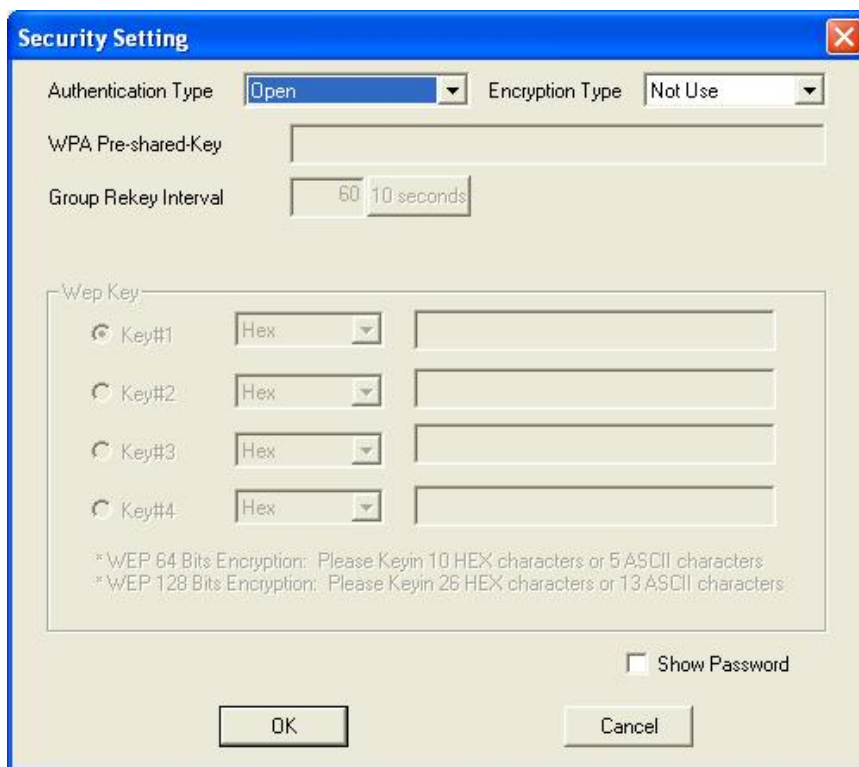 Security Setting
Authentication Type Open Encryption Type Not Use
WPA Pre-shared-Key
Group Rekey Interval 60 10 seconds
Wep Key
Key#1 Hex
Key#2 Hex
Key#3 Hex
Key#4 Hex
* WEP 64 Bits Encryption: Please Keyin 10 HEX characters or 5 ASCII characters
* WEP 128 Bits Encryption: Please Keyin 26 HEX characters or 13 ASCII characters
Show Password
OK Cancel